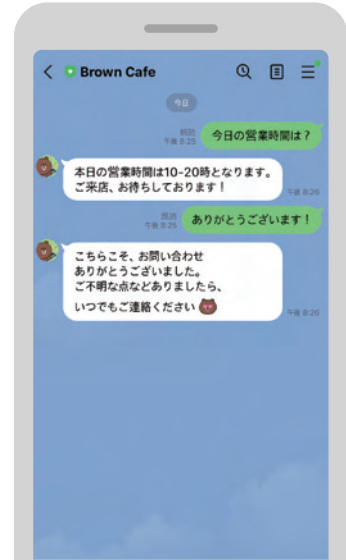 Brown Cafe
今日
既読
午後 8:25
今日の営業時間は？
本日の営業時間は10-20時となります。
ご来店、お待ちしております！
午後 8:26
既読
午後 8:25
ありがとうございます！
こちらこそ、お問い合わせ
ありがとうございました。
ご不明な点などありましたら、
いつでもご連絡ください
午後 8:26